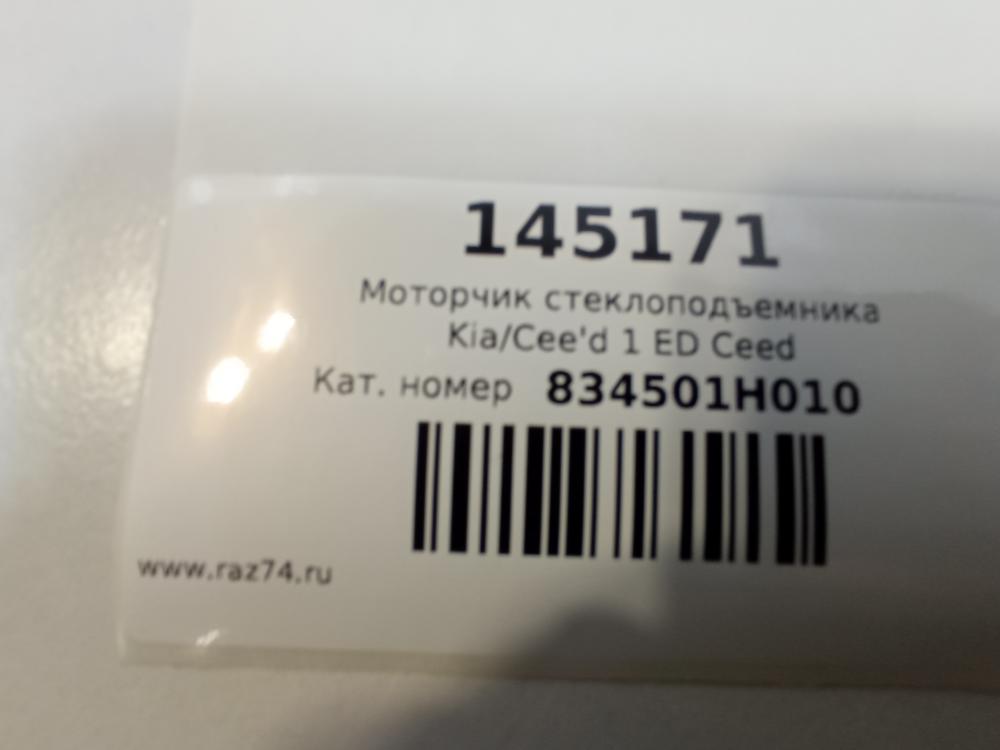 145171
Моторчик стеклоподъемника
Kia/Cee'd 1 ED Ceed
Кат. номер 834501H010
www.raz74.ru